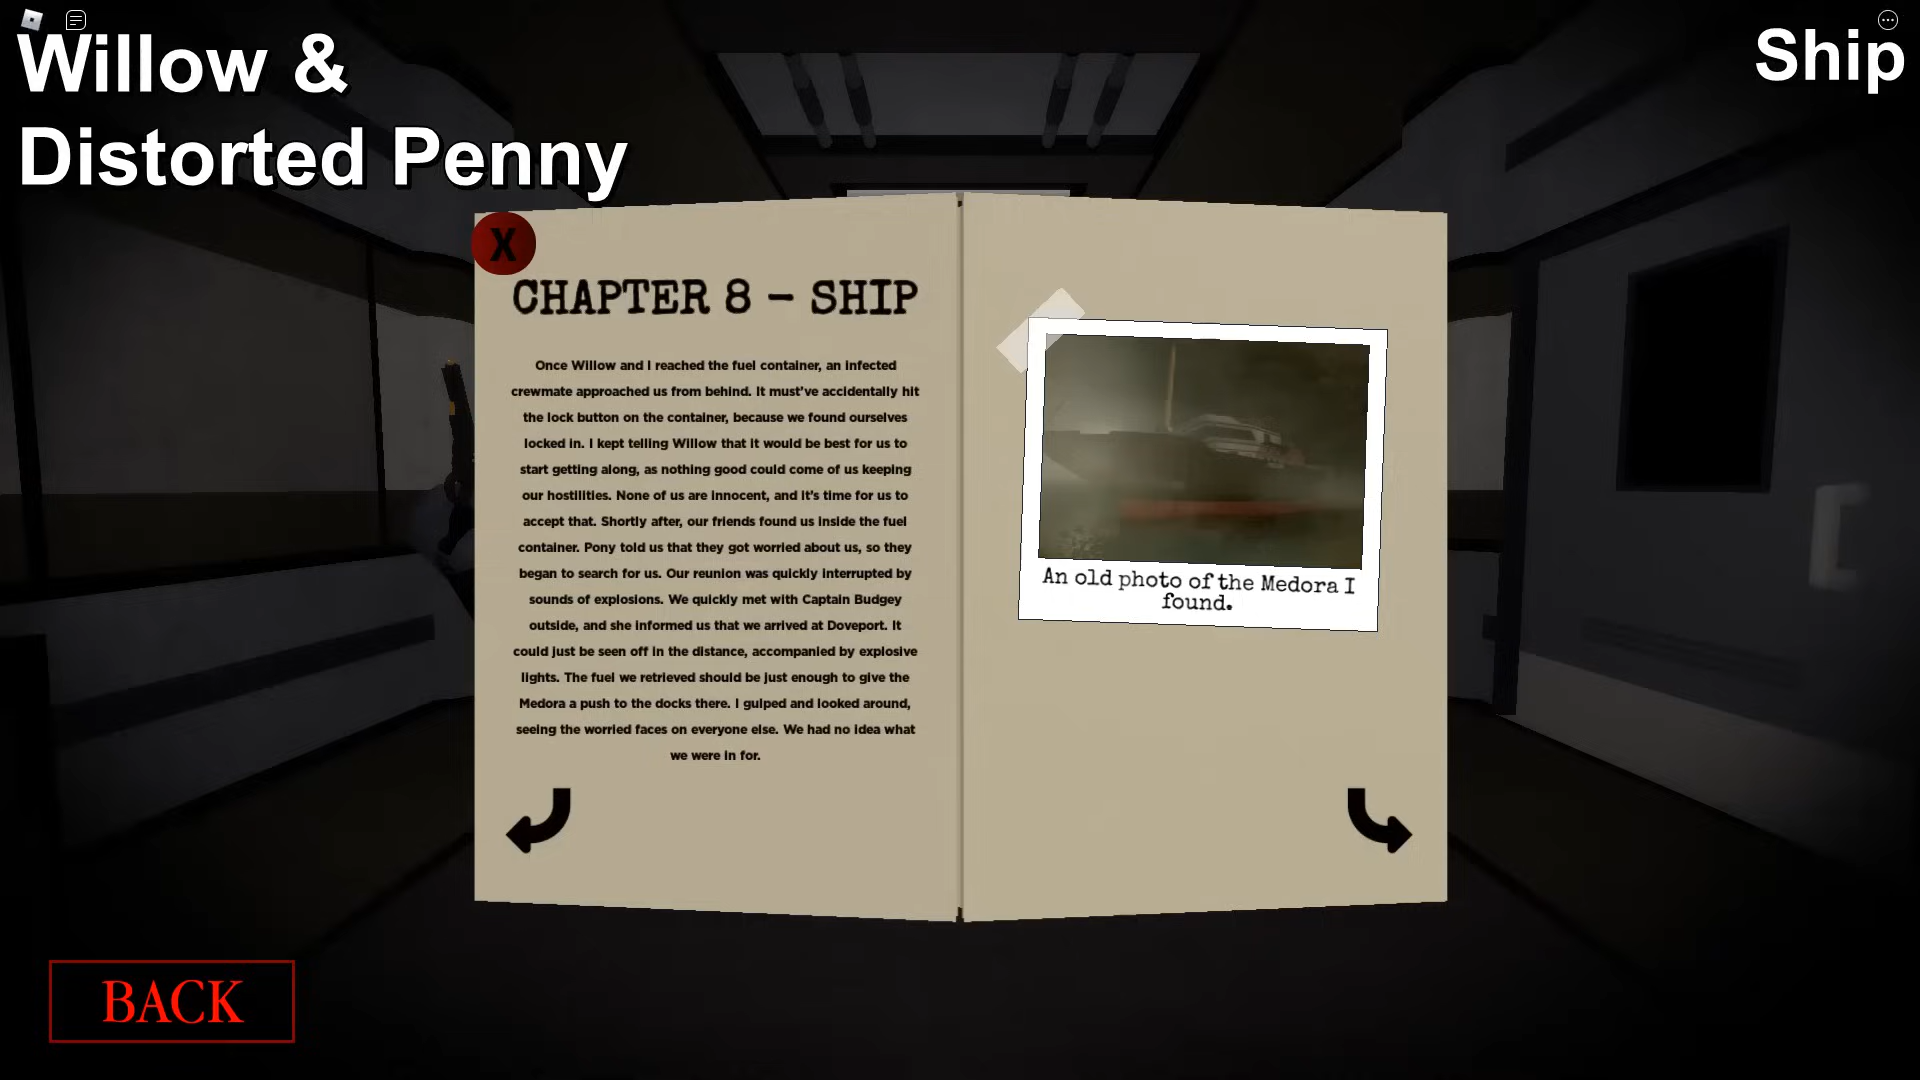 Willow &
Distorted Penny
Ship
X
CHAPTER 8 - SHIP
Once Willow and I reached the fuel container, an infected
crewmate approached us from behind. It must've accidentally hit
the lock button on the container, because we found ourselves
locked in. I kept telling Willow that it would be best for us to
start getting along, as nothing good could come of us keeping
our hostilities. None of us are innocent, and it's time for us to
accept that. Shortly after, our friends found us inside the fuel
container. Pony told us that they got worried about us, so they
began to search for us. Our reunion was quickly interrupted by
sounds of explosions. We quickly met with Captain Budgey
outside, and she informed us that we arrived at Doveport. It
could just be seen off in the distance, accompanied by explosive
lights. The fuel we retrieved should be just enough to give the
Medora a push to the docks there. I gulped and looked around,
seeing the worried faces on everyone else. We had no idea what
we were in for.
An old photo of the Medora I
found.
BACK